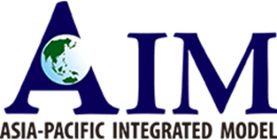 AIM
ASIA-PACIFIC INTEGRATED MODEL